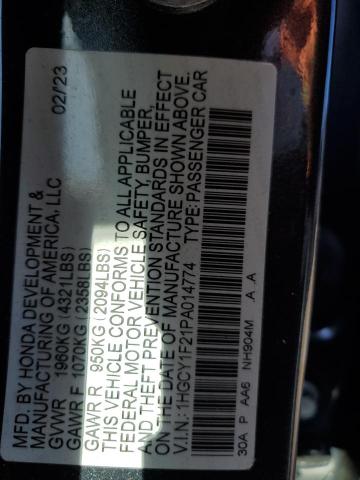 MFD. BY HONDA DEVELOPMENT & 02/23
MANUFACTURING OF AMERICA, LLC
GVWR 1960KG (4321LBS)
GAWR F 1070KG (2358LBS)
GAWR R 950KG (2094LBS)
THIS VEHICLE CONFORMS TO ALL APPLICABLE
FEDERAL MOTOR VEHICLE SAFETY, BUMPER,
AND THEFT PREVENTION STANDARDS IN EFFECT
ON THE DATE OF MANUFACTURE SHOWN ABOVE.
V.I.N.: 1HGCY1F21PA014774 TYPE: PASSENGER CAR
30A P AA6 NH904M A .A